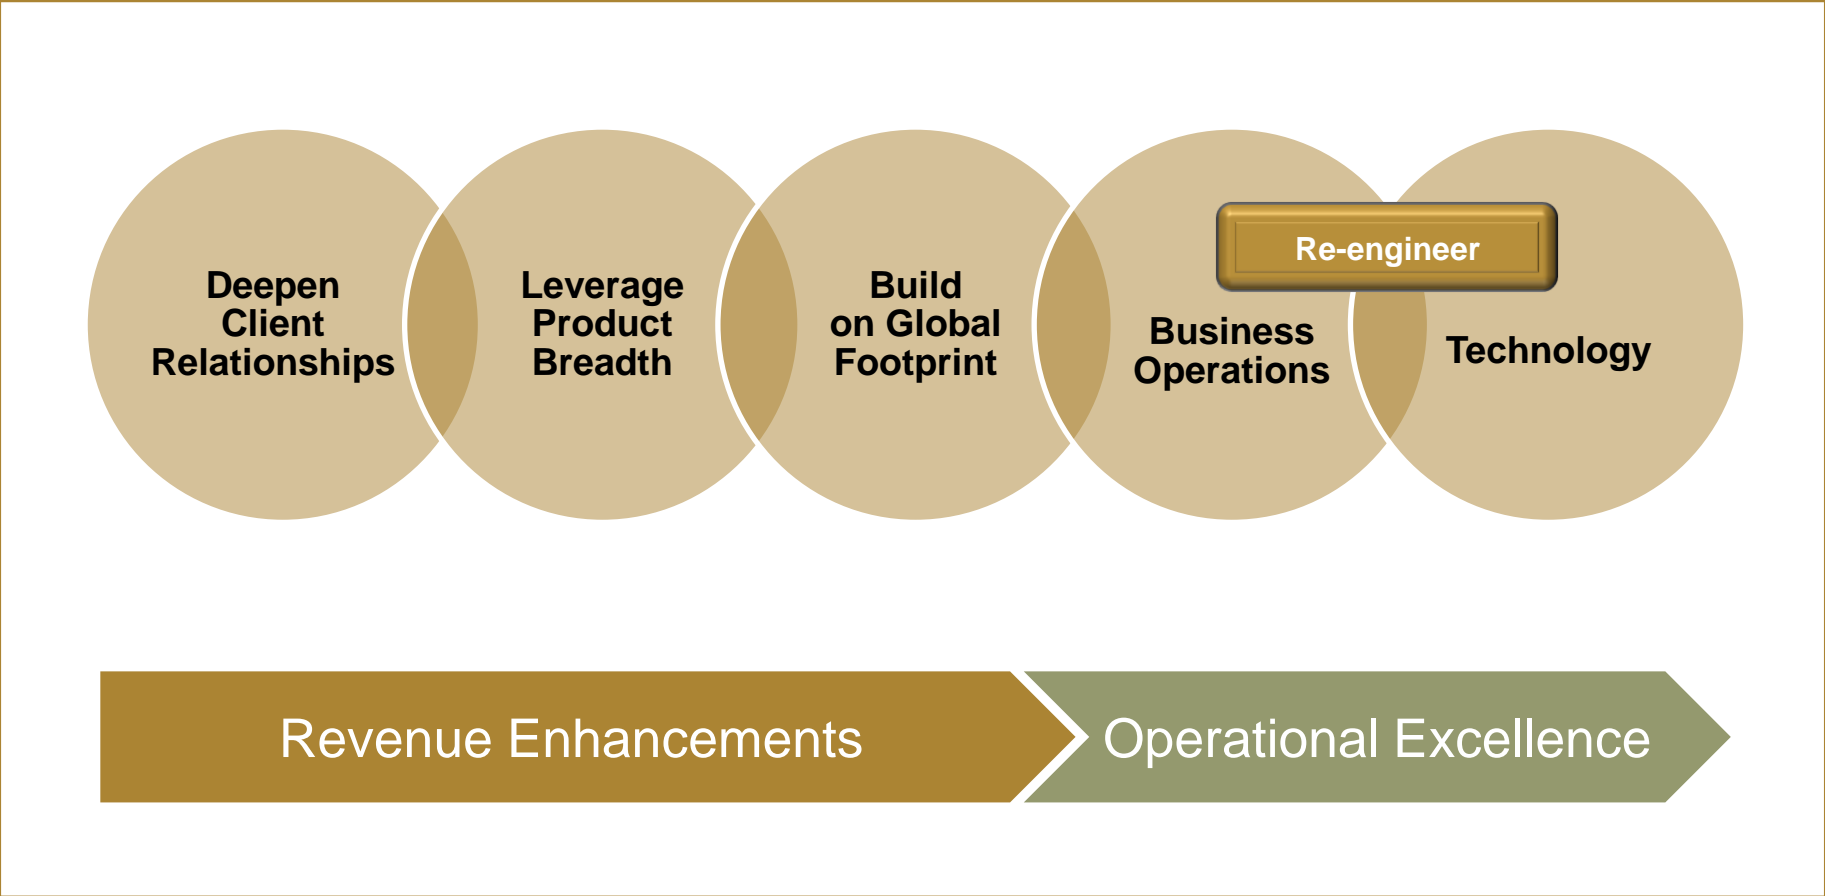 Deepen
Client
Relationships
Leverage
Product
Breadth
Build
on Global
Footprint
Re-engineer
Business
Operations
Technology
Revenue Enhancements
Operational Excellence